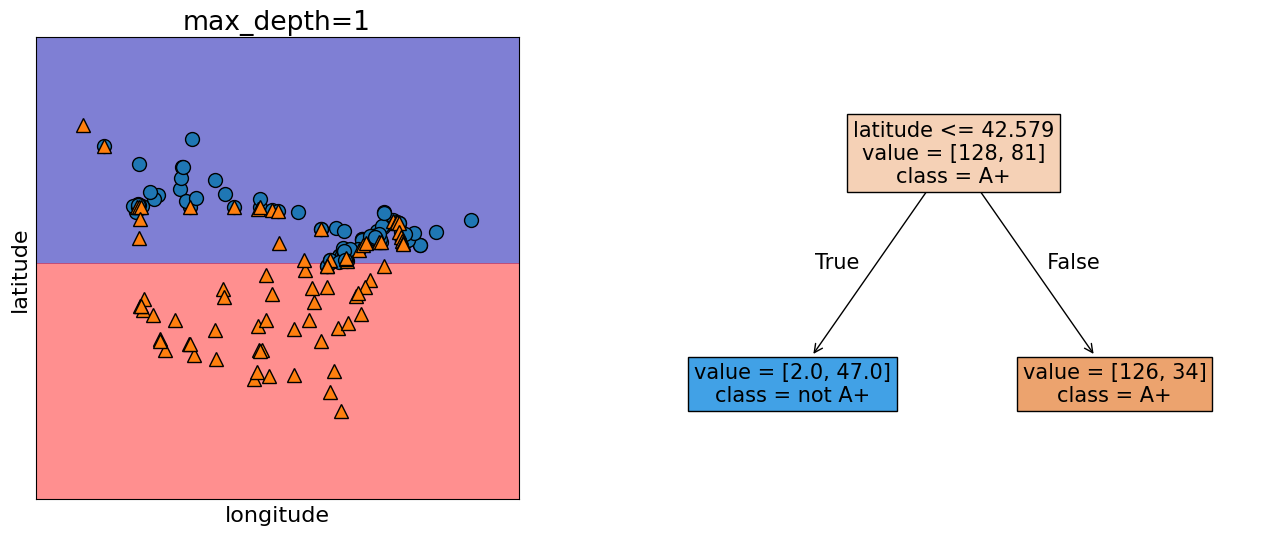 max_depth=1
latitude
longitude
latitude <= 42.579
value = [128, 81]
class = A+
True
False
value = [2.0, 47.0]
class = not A+
value = [126, 34]
class = A+